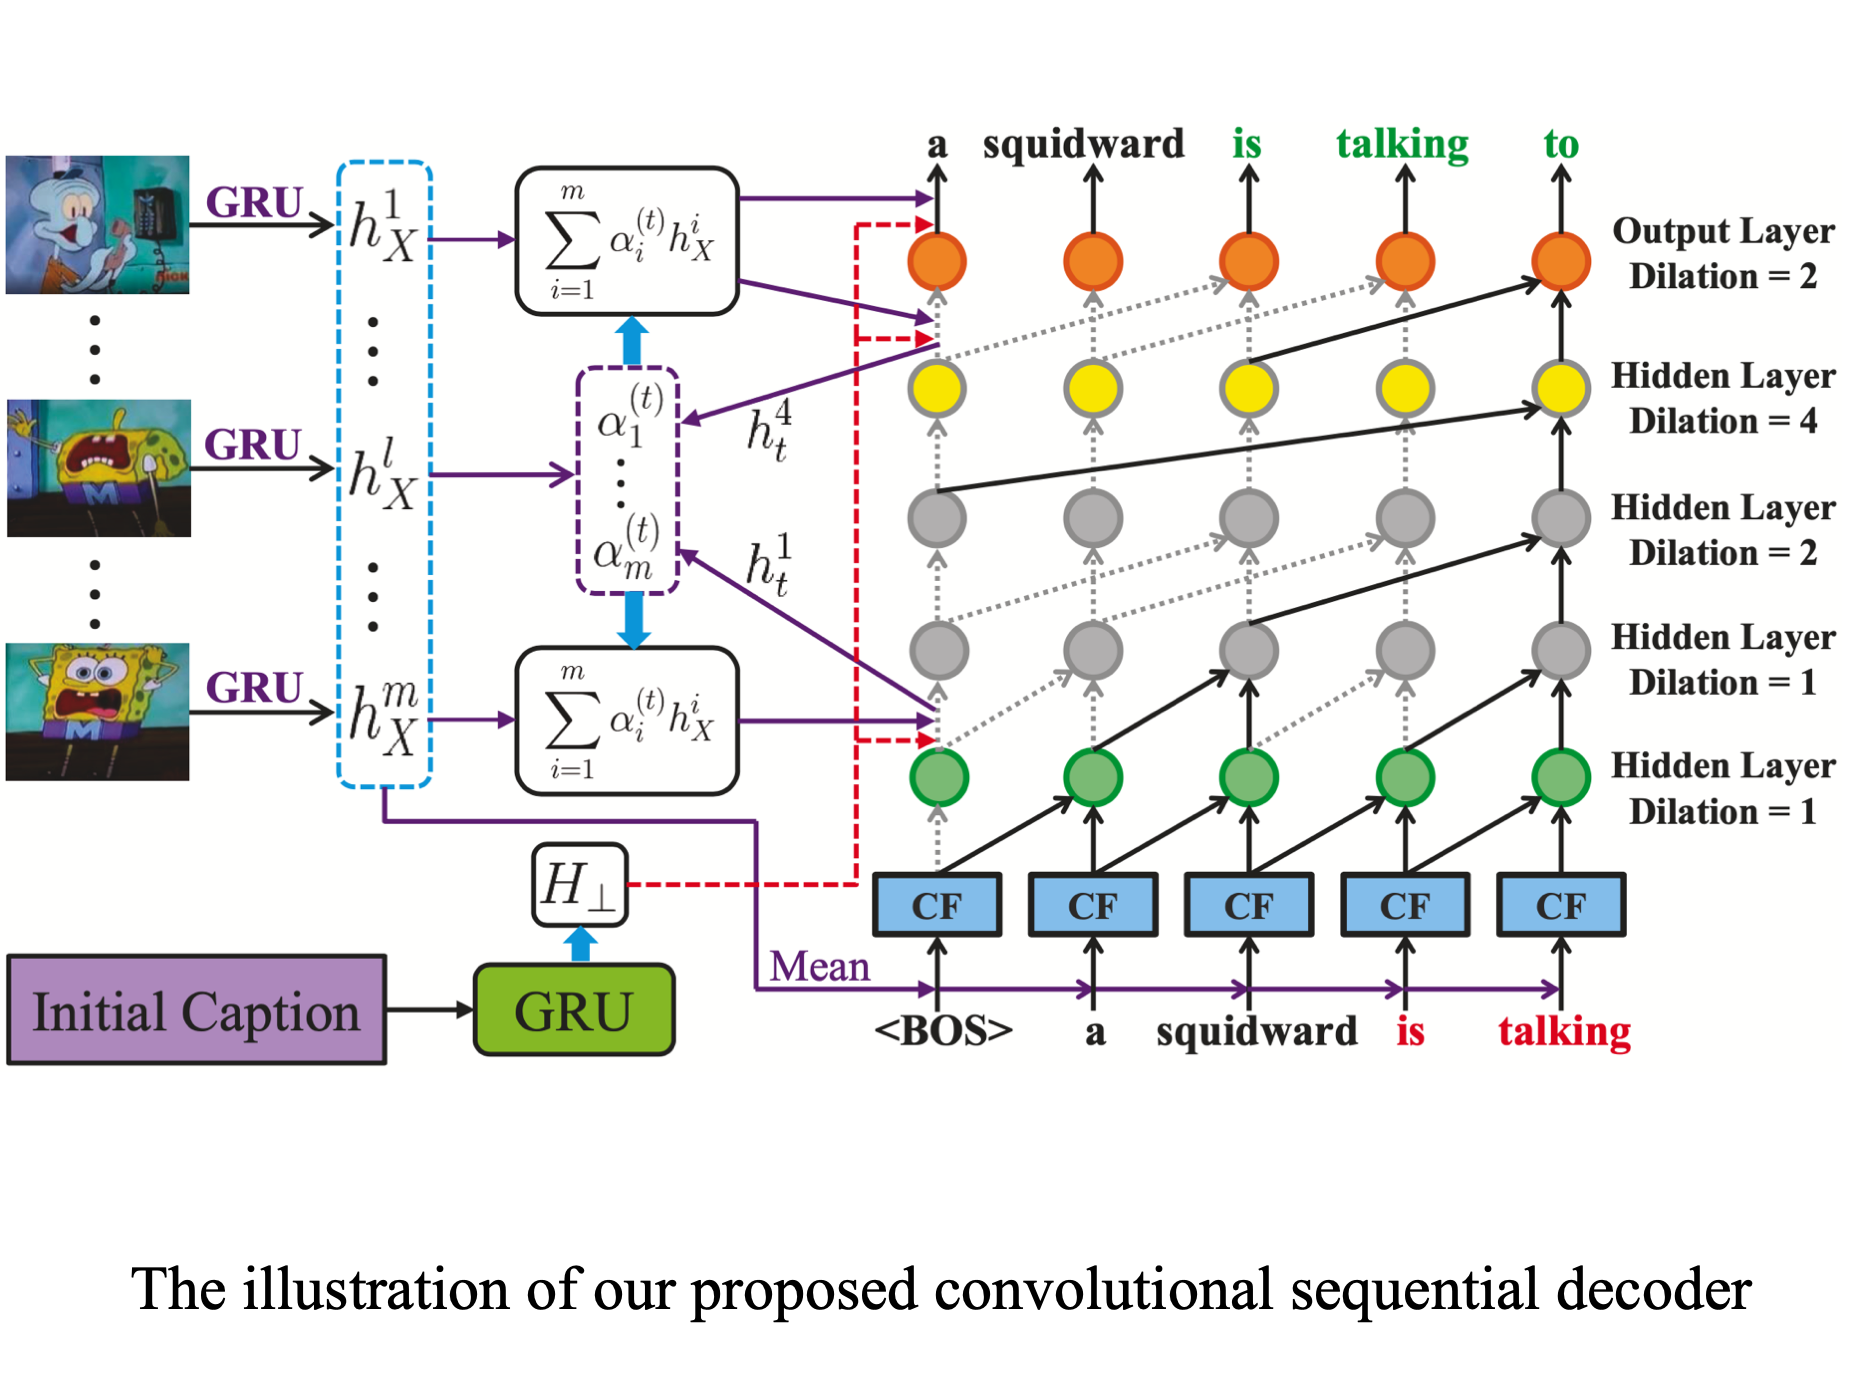 a squidward is talking to
GRU
h_X^1
\sum_{i=1}^{m} \alpha_i^{(t)} h_X^i
Output Layer
Dilation = 2
Hidden Layer
Dilation = 4
\alpha_1^{(t)}
h_t^4
GRU
h_X^l
M
Hidden Layer
Dilation = 2
\alpha_m^{(t)}
h_t^1
Hidden Layer
Dilation = 1
GRU
h_X^m
M
\sum_{i=1}^{m} \alpha_i^{(t)} h_X^i
Hidden Layer
Dilation = 1
H_⊥
CF CF CF CF CF
Mean
Initial Caption
GRU
<BOS> a squidward is talking
The illustration of our proposed convolutional sequential decoder